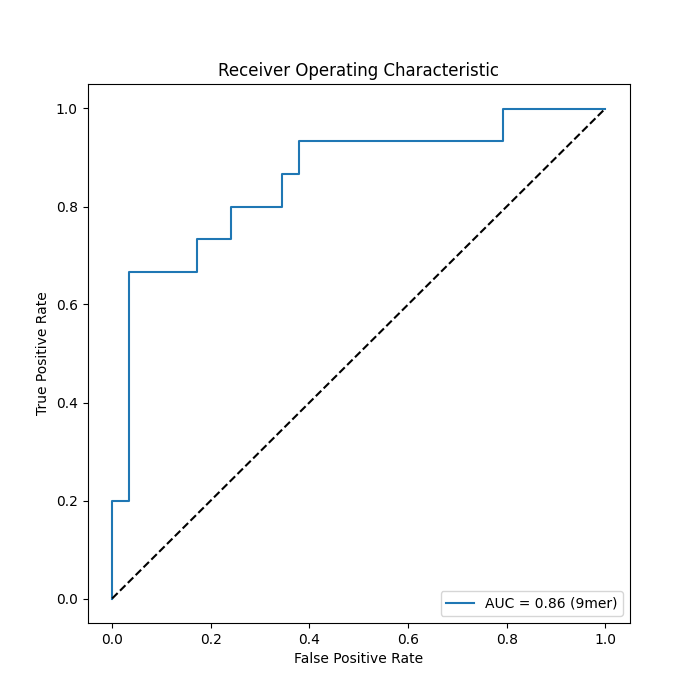 Receiver Operating Characteristic
True Positive Rate
1.0
0.8
0.6
0.4
0.2
0.0
AUC = 0.86 (9mer)
0.0 0.2 0.4 0.6 0.8 1.0
False Positive Rate